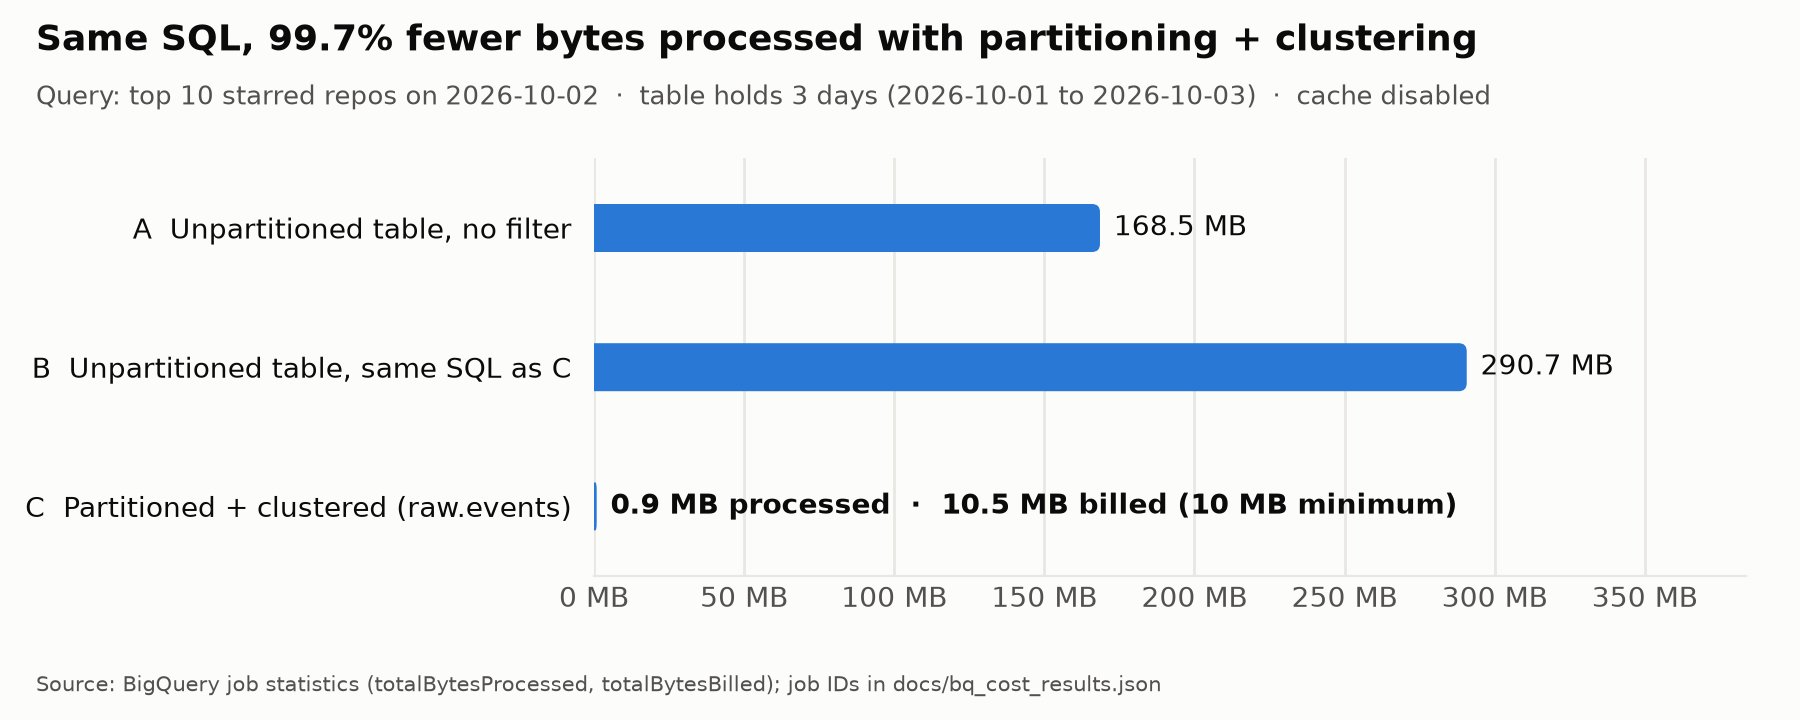 Same SQL, 99.7% fewer bytes processed with partitioning + clustering
Query: top 10 starred repos on 2026-10-02 · table holds 3 days (2026-10-01 to 2026-10-03) · cache disabled
A Unpartitioned table, no filter
168.5 MB
B Unpartitioned table, same SQL as C
290.7 MB
C Partitioned + clustered (raw.events)
0.9 MB processed · 10.5 MB billed (10 MB minimum)
0 MB 50 MB 100 MB 150 MB 200 MB 250 MB 300 MB 350 MB
Source: BigQuery job statistics (totalBytesProcessed, totalBytesBilled); job IDs in docs/bq_cost_results.json